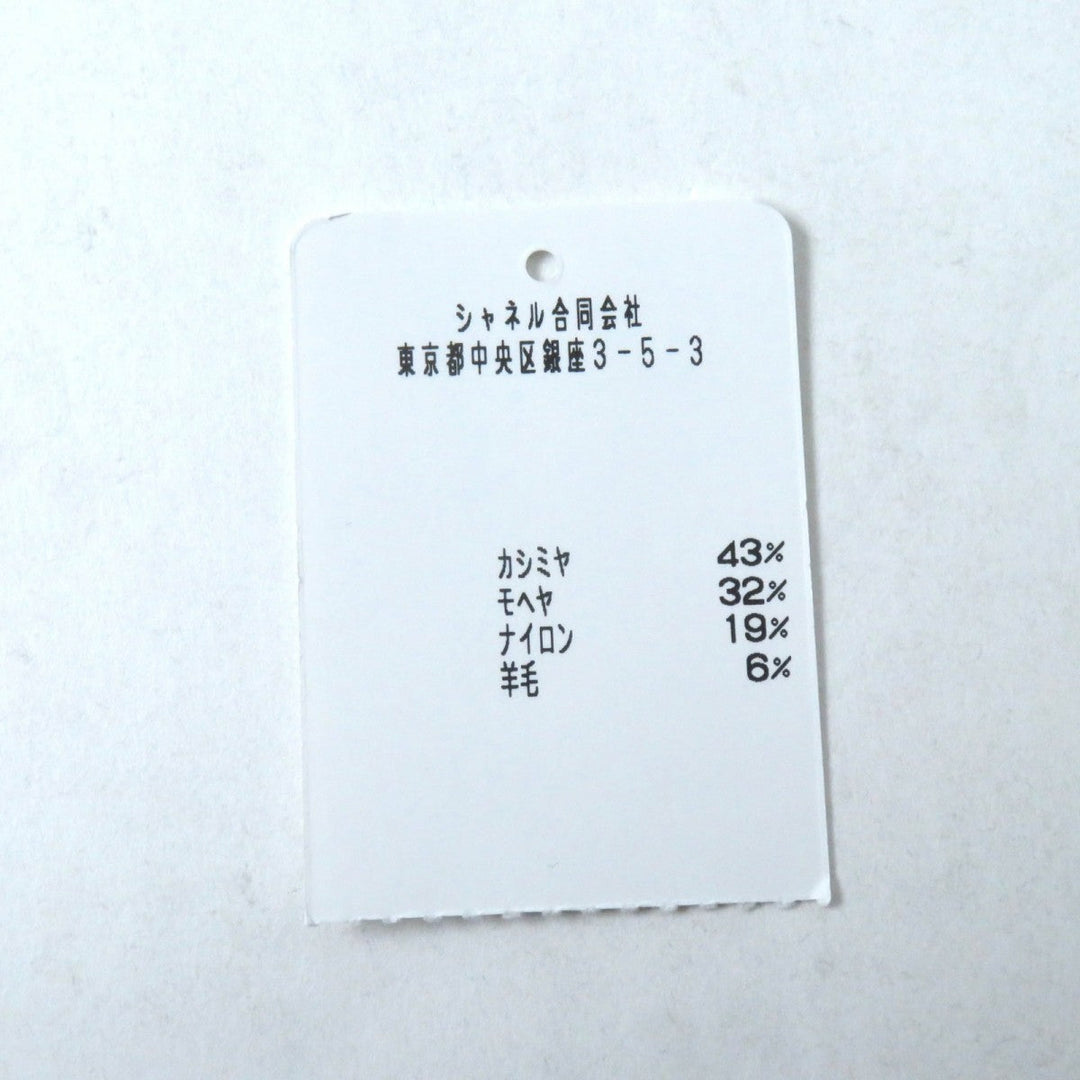 シャネル合同会社
東京都中央区銀座3-5-3
カシミヤ 43%
モヘヤ 32%
ナイロン 19%
羊毛 6%